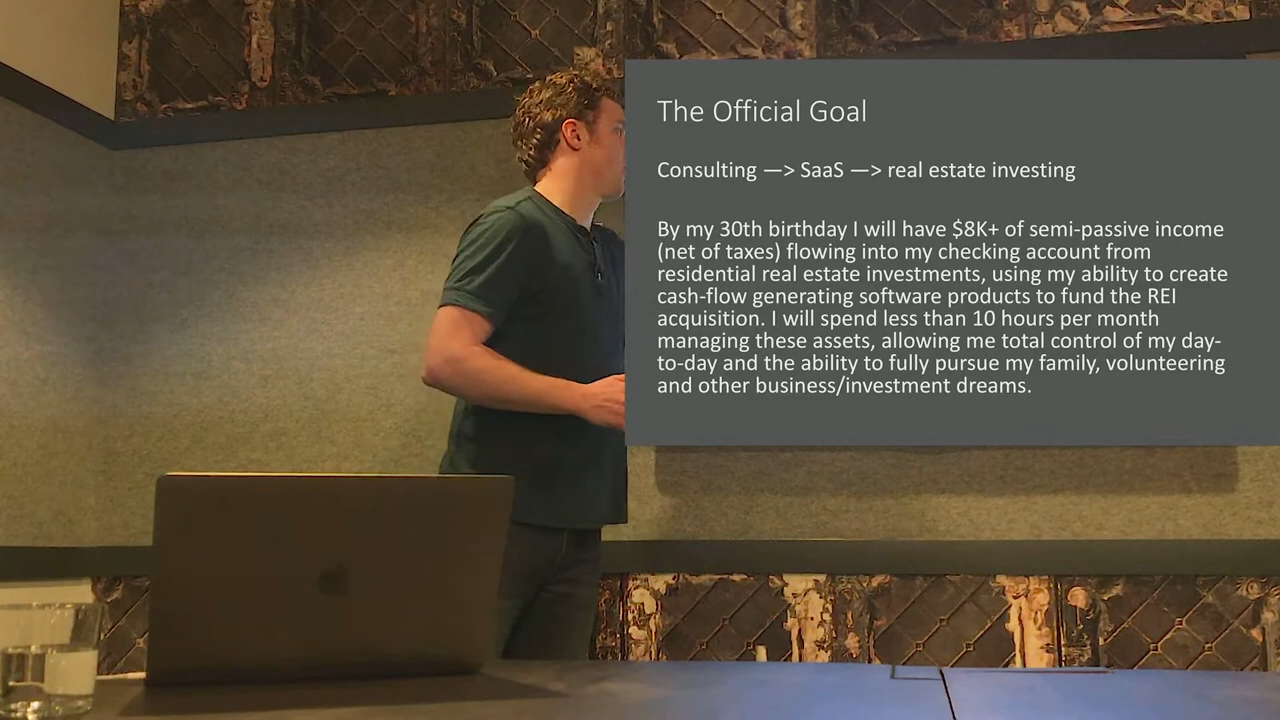 The Official Goal
Consulting —> SaaS —> real estate investing
By my 30th birthday I will have $8K+ of semi-passive income
(net of taxes) flowing into my checking account from
residential real estate investments, using my ability to create
cash-flow generating software products to fund the REI
acquisition. I will spend less than 10 hours per month
managing these assets, allowing me total control of my day-
to-day and the ability to fully pursue my family, volunteering
and other business/investment dreams.